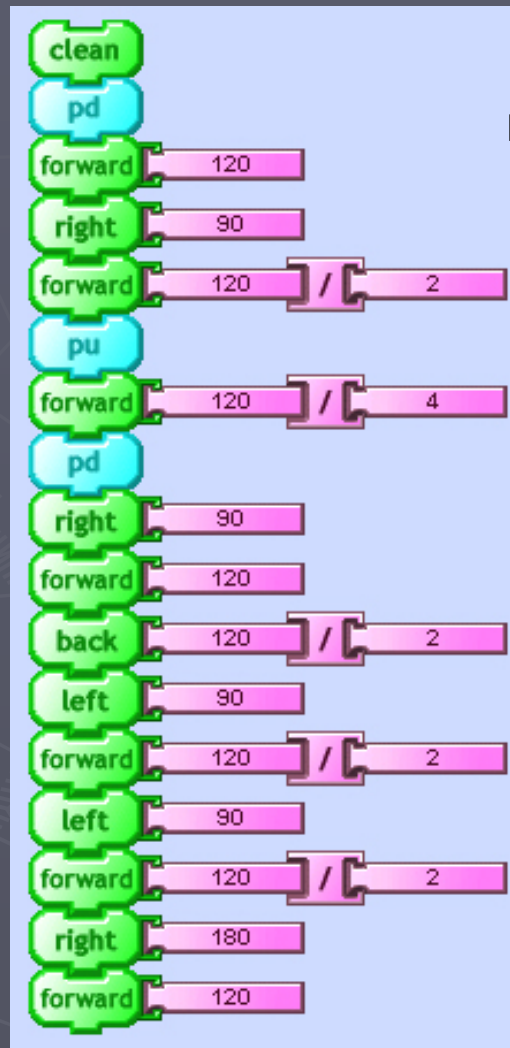 clean
pd
forward 120
right 90
forward 120 / 2
pu
forward 120 / 4
pd
right 90
forward 120
back 120 / 2
left 90
forward 120 / 2
left 90
forward 120 / 2
right 180
forward 120